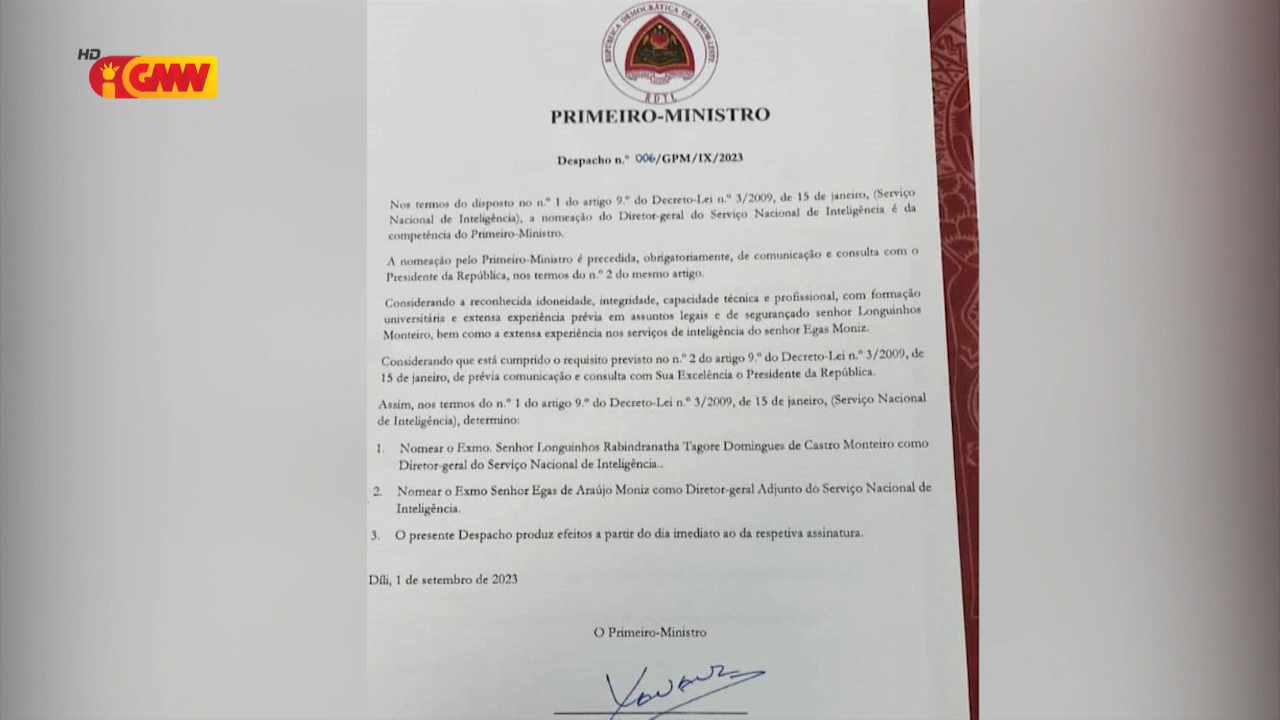 HD
GMN
REPÚBLICA DEMOCRÁTICA DE TIMOR-LESTE
RDTL
PRIMEIRO-MINISTRO
Despacho n.º 006/GPM/IX/2023
Nos termos do disposto no n.º 1 do artigo 9.º do Decreto-Lei n.º 3/2009, de 15 de janeiro, (Serviço
Nacional de Inteligência), a nomeação do Diretor-geral do Serviço Nacional de Inteligência é da
competência do Primeiro-Ministro.
A nomeação pelo Primeiro-Ministro é precedida, obrigatoriamente, de comunicação e consulta com o
Presidente da República, nos termos do n.º 2 do mesmo artigo.
Considerando a reconhecida idoneidade, integridade, capacidade técnica e profissional, com formação
universitária e extensa experiência prévia em assuntos legais e de segurançado senhor Longuinhos
Monteiro, bem como a extensa experiência nos serviços de inteligência do senhor Egas Moniz.
Considerando que está cumprido o requisito previsto no n.º 2 do artigo 9.º do Decreto-Lei n.º 3/2009, de
15 de janeiro, de prévia comunicação e consulta com Sua Excelência o Presidente da República.
Assim, nos termos do n.º 1 do artigo 9.º do Decreto-Lei n.º 3/2009, de 15 de janeiro, (Serviço Nacional
de Inteligência), determino:
1. Nomear o Exmo. Senhor Longuinhos Rabindranatha Tagore Domingues de Castro Monteiro como
Diretor-geral do Serviço Nacional de Inteligência..
2. Nomear o Exmo Senhor Egas de Araújo Moniz como Diretor-geral Adjunto do Serviço Nacional de
Inteligência.
3. O presente Despacho produz efeitos a partir do dia imediato ao da respetiva assinatura.
Díli, 1 de setembro de 2023
O Primeiro-Ministro